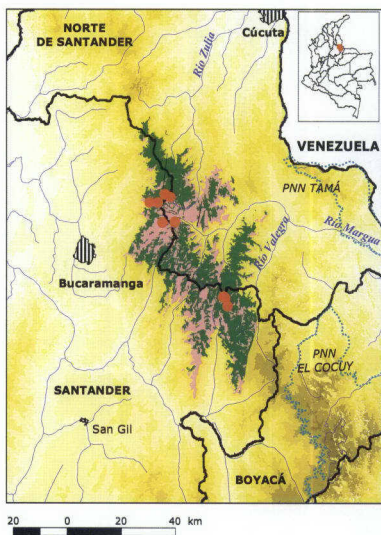 NORTE
DE SANTANDER
Cúcuta
Río Zulia
VENEZUELA
PNN TAMÁ
Río Margua
Río Valegra
Bucaramanga
PNN
EL COCUY
SANTANDER
San Gil
BOYACÁ
20 0 20 40 km